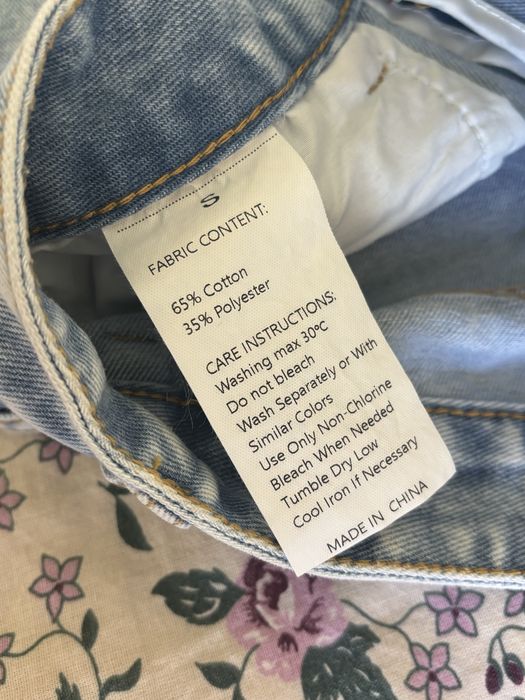 S
FABRIC CONTENT:
65% Cotton
35% Polyester
CARE INSTRUCTIONS:
Washing max 30°C
Do not bleach
Wash Separately or With
Similar Colors
Use Only Non-Chlorine
Bleach When Needed
Tumble Dry Low
Cool Iron If Necessary
MADE IN CHINA